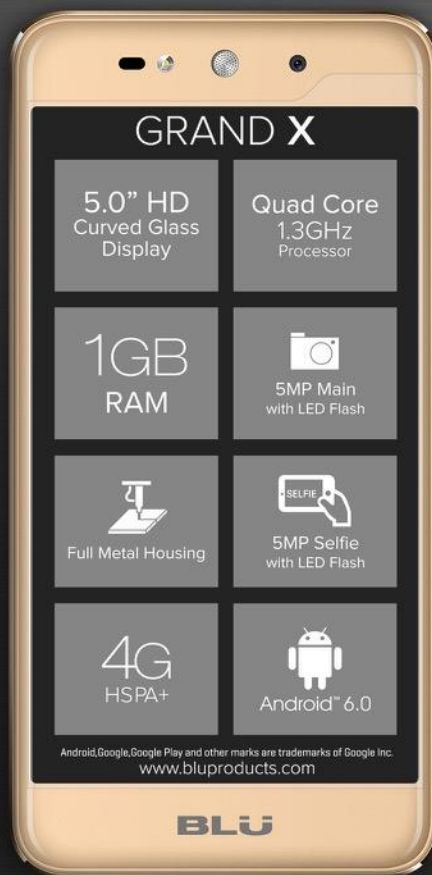 GRAND X
5.0” HD
Curved Glass
Display
Quad Core
1.3GHz
Processor
1GB
RAM
5MP Main
with LED Flash
Full Metal Housing
SELFIE
5MP Selfie
with LED Flash
4G
HSPA+
Android™ 6.0
Android,Google,Google Play and other marks are trademarks of Google Inc.
www.bluproducts.com
BLU